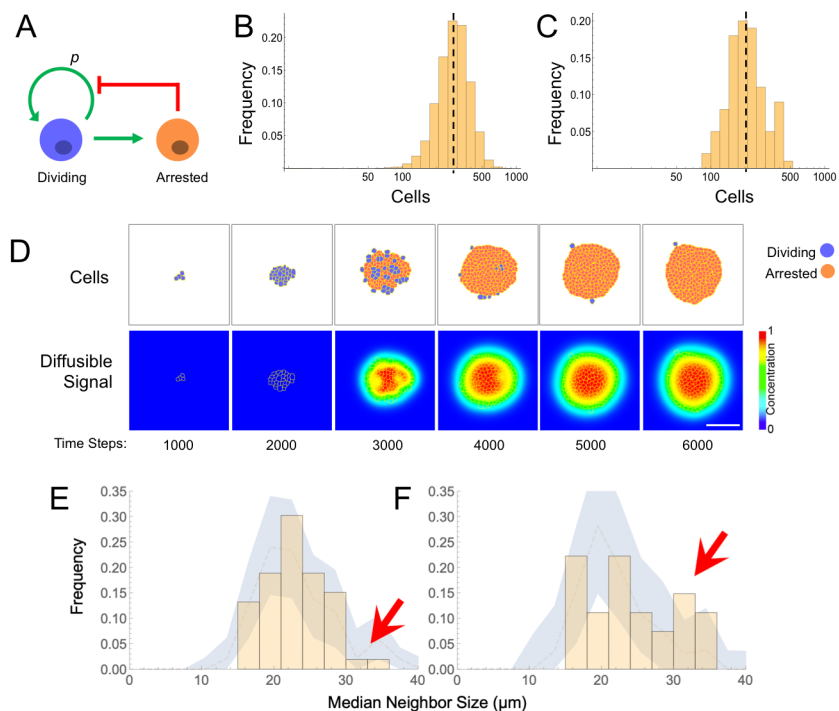 A
p
Dividing
Arrested
B
Frequency
0.20
0.15
0.10
0.05
50
100
500
1000
Cells
C
Frequency
0.20
0.15
0.10
0.05
50
100
500
1000
Cells
D
Cells
Dividing
Arrested
Diffusible
Signal
1
Concentration
0
Time Steps:
1000
2000
3000
4000
5000
6000
E
Frequency
0.35
0.30
0.25
0.20
0.15
0.10
0.05
0.00
0
10
20
30
40
F
0.35
0.30
0.25
0.20
0.15
0.10
0.05
0.00
0
10
20
30
40
Median Neighbor Size (μm)